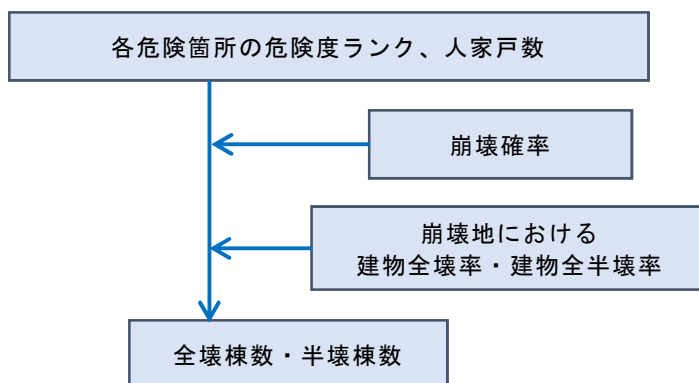 各危険箇所の危険度ランク、人家戸数
崩壊確率
崩壊地における
建物全壊率・建物全半壊率
全壊棟数・半壊棟数